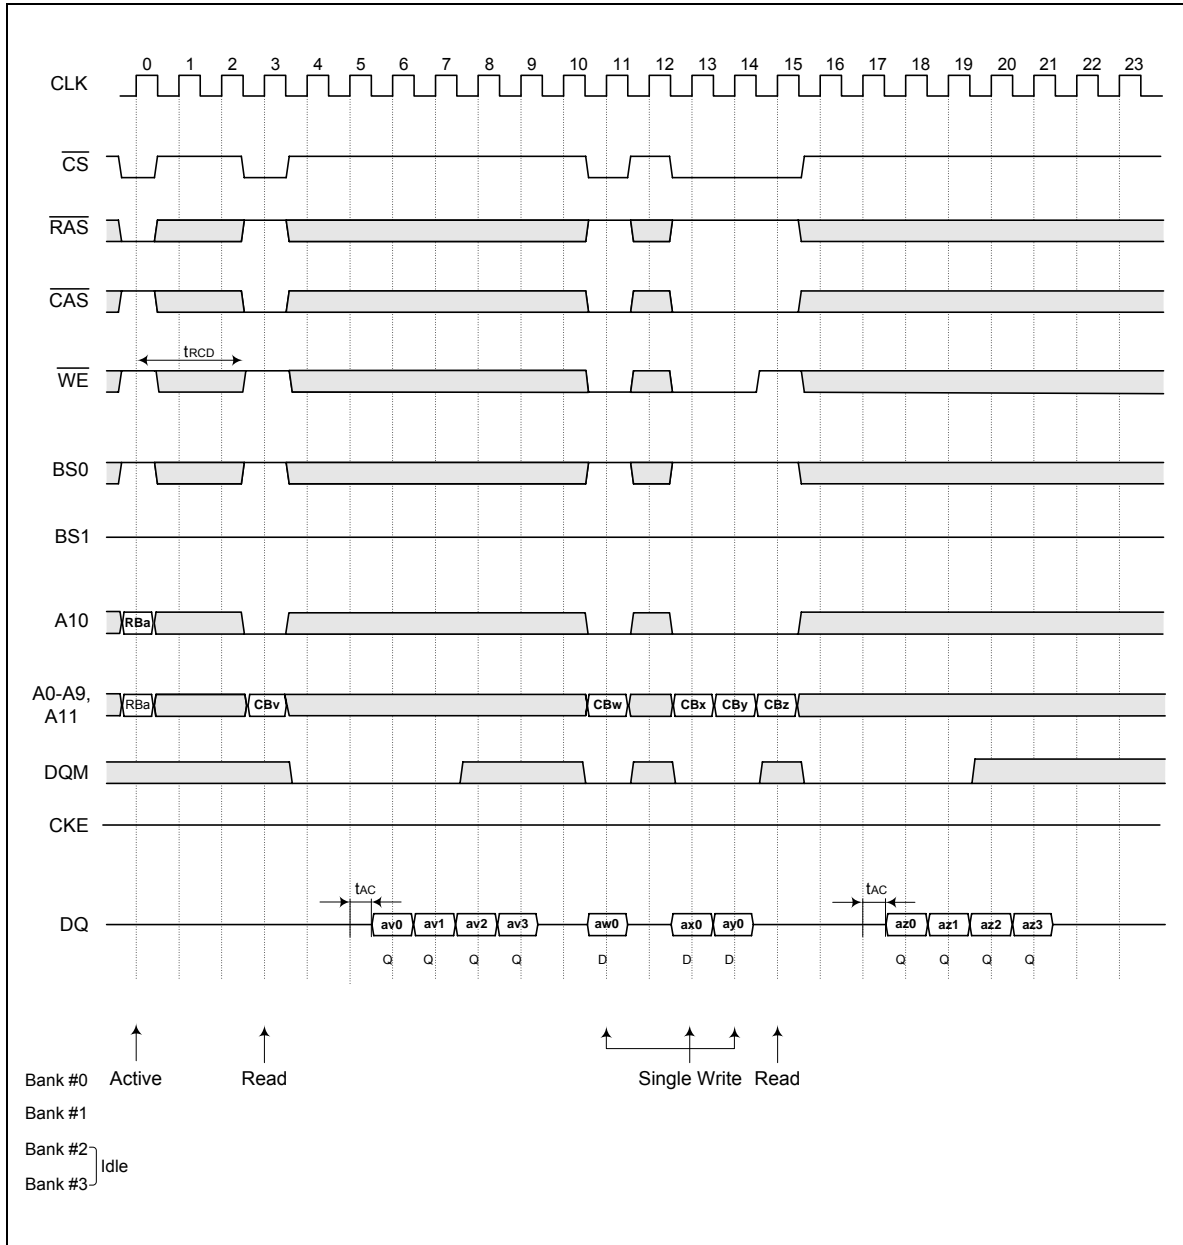 0 1 2 3 4 5 6 7 8 9 10 11 12 13 14 15 16 17 18 19 20 21 22 23
CLK
CS
RAS
CAS
tRCD
WE
BS0
BS1
A10 RBa
A0-A9,
A11
RBa CBv CBw CBx CBy CBz
DQM
CKE
tAC tAC
DQ av0 av1 av2 av3 aw0 ax0 ay0 az0 az1 az2 az3
Q Q Q Q D D D Q Q Q Q
Bank #0 Active Read Single Write Read
Bank #1
Bank #2
Idle
Bank #3